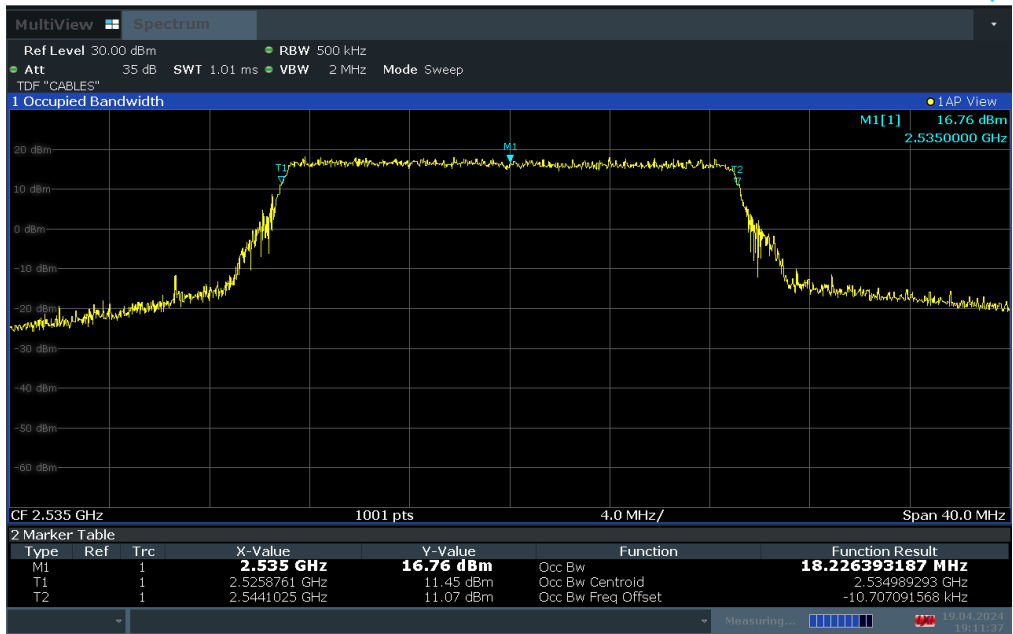 MultiView Spectrum
Ref Level 30.00 dBm RBW 500 kHz
Att 35 dB SWT 1.01 ms VBW 2 MHz Mode Sweep
TDF "CABLES"
1 Occupied Bandwidth 1AP View
M1[1] 16.76 dBm
2.5350000 GHz
M1
20 dBm
T1
T2
10 dBm
0 dBm
-10 dBm
-20 dBm
-30 dBm
-40 dBm
-50 dBm
-60 dBm
CF 2.535 GHz 1001 pts 4.0 MHz/ Span 40.0 MHz
2 Marker Table
Type Ref Trc X-Value Y-Value Function Function Result
M1 1 2.535 GHz 16.76 dBm Occ Bw 18.226393187 MHz
T1 1 2.5258761 GHz 11.45 dBm Occ Bw Centroid 2.534989293 GHz
T2 1 2.5441025 GHz 11.07 dBm Occ Bw Freq Offset -10.707091568 kHz
Measuring... 19.04.2024
19:11:37